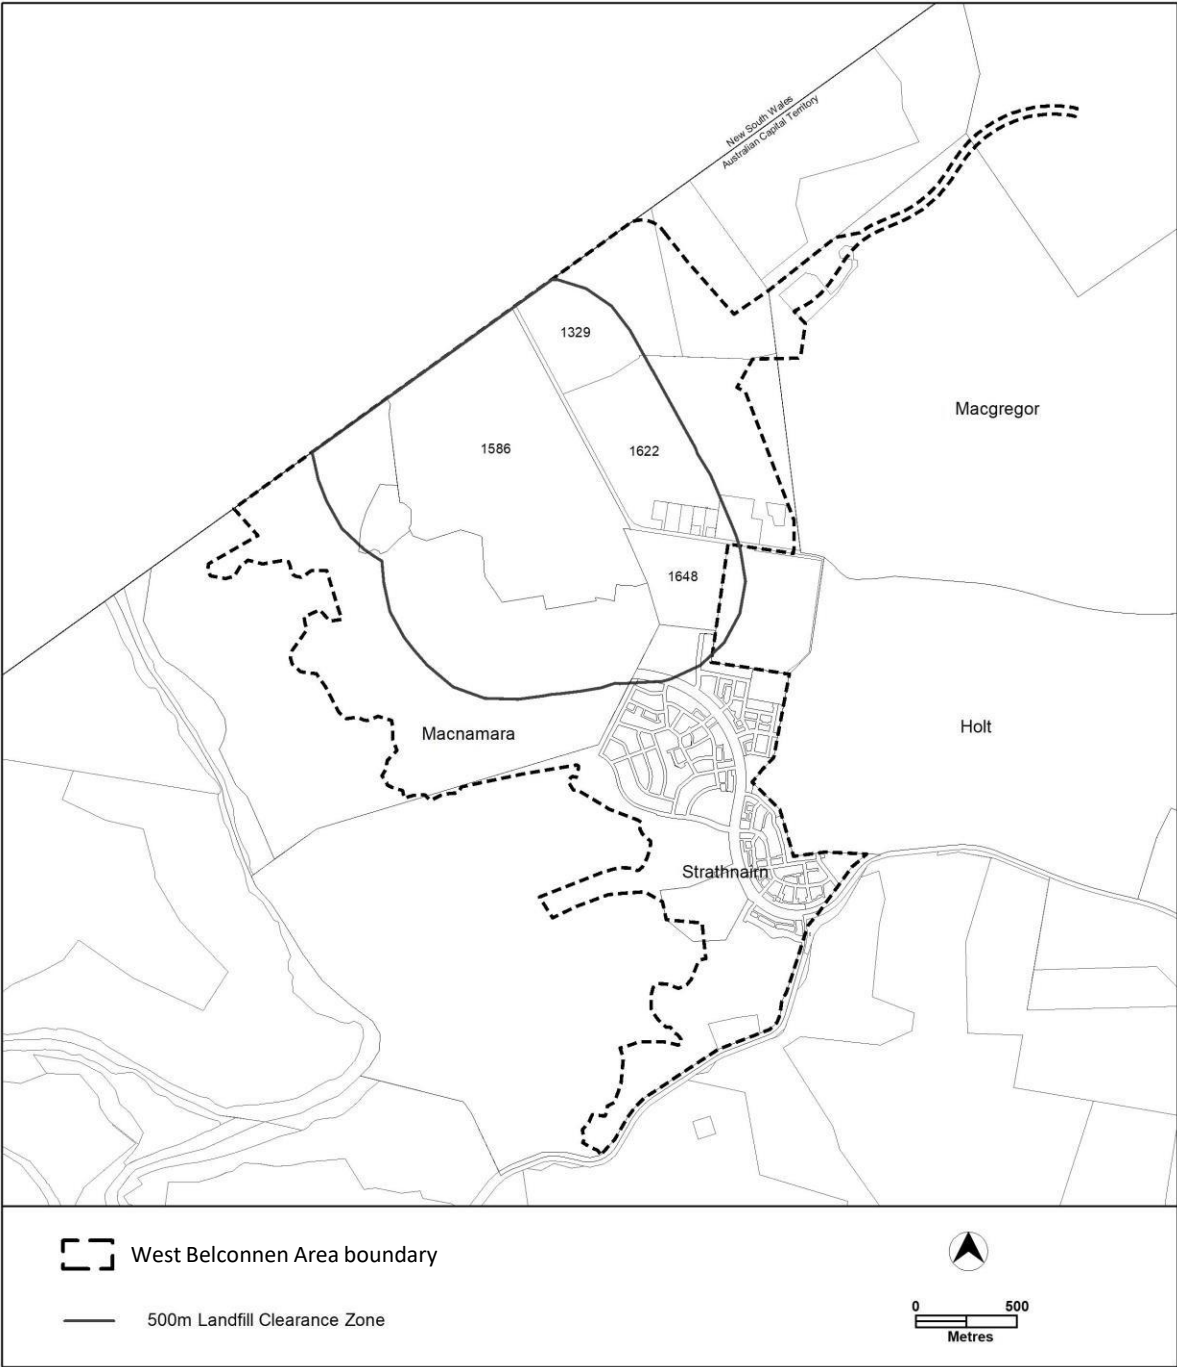 New South Wales
Australian Capital Territory
1329
Macgregor
1586
1622
1648
Macnamara
Holt
Strathnairn
West Belconnen Area boundary
500m Landfill Clearance Zone
0 500
Metres